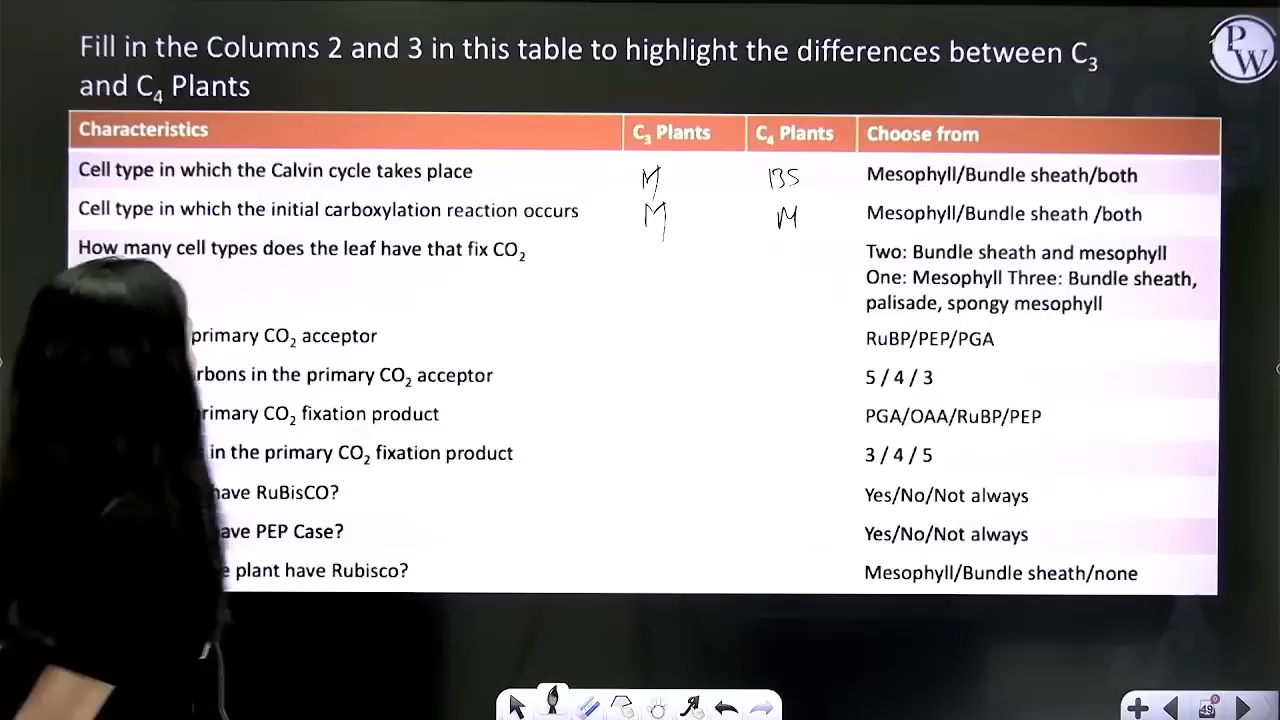 Fill in the Columns 2 and 3 in this table to highlight the differences between C₃
and C₄ Plants
PW
Characteristics C₃ Plants C₄ Plants Choose from
Cell type in which the Calvin cycle takes place M BS Mesophyll/Bundle sheath/both
Cell type in which the initial carboxylation reaction occurs M M Mesophyll/Bundle sheath /both
How many cell types does the leaf have that fix CO₂ Two: Bundle sheath and mesophyll
One: Mesophyll Three: Bundle sheath,
palisade, spongy mesophyll
primary CO₂ acceptor RuBP/PEP/PGA
in the primary CO₂ acceptor 5 / 4 / 3
CO₂ fixation product PGA/OAA/RuBP/PEP
in the primary CO₂ fixation product 3 / 4 / 5
have RuBisCO? Yes/No/Not always
PEP Case? Yes/No/Not always
plant have Rubisco? Mesophyll/Bundle sheath/none
49